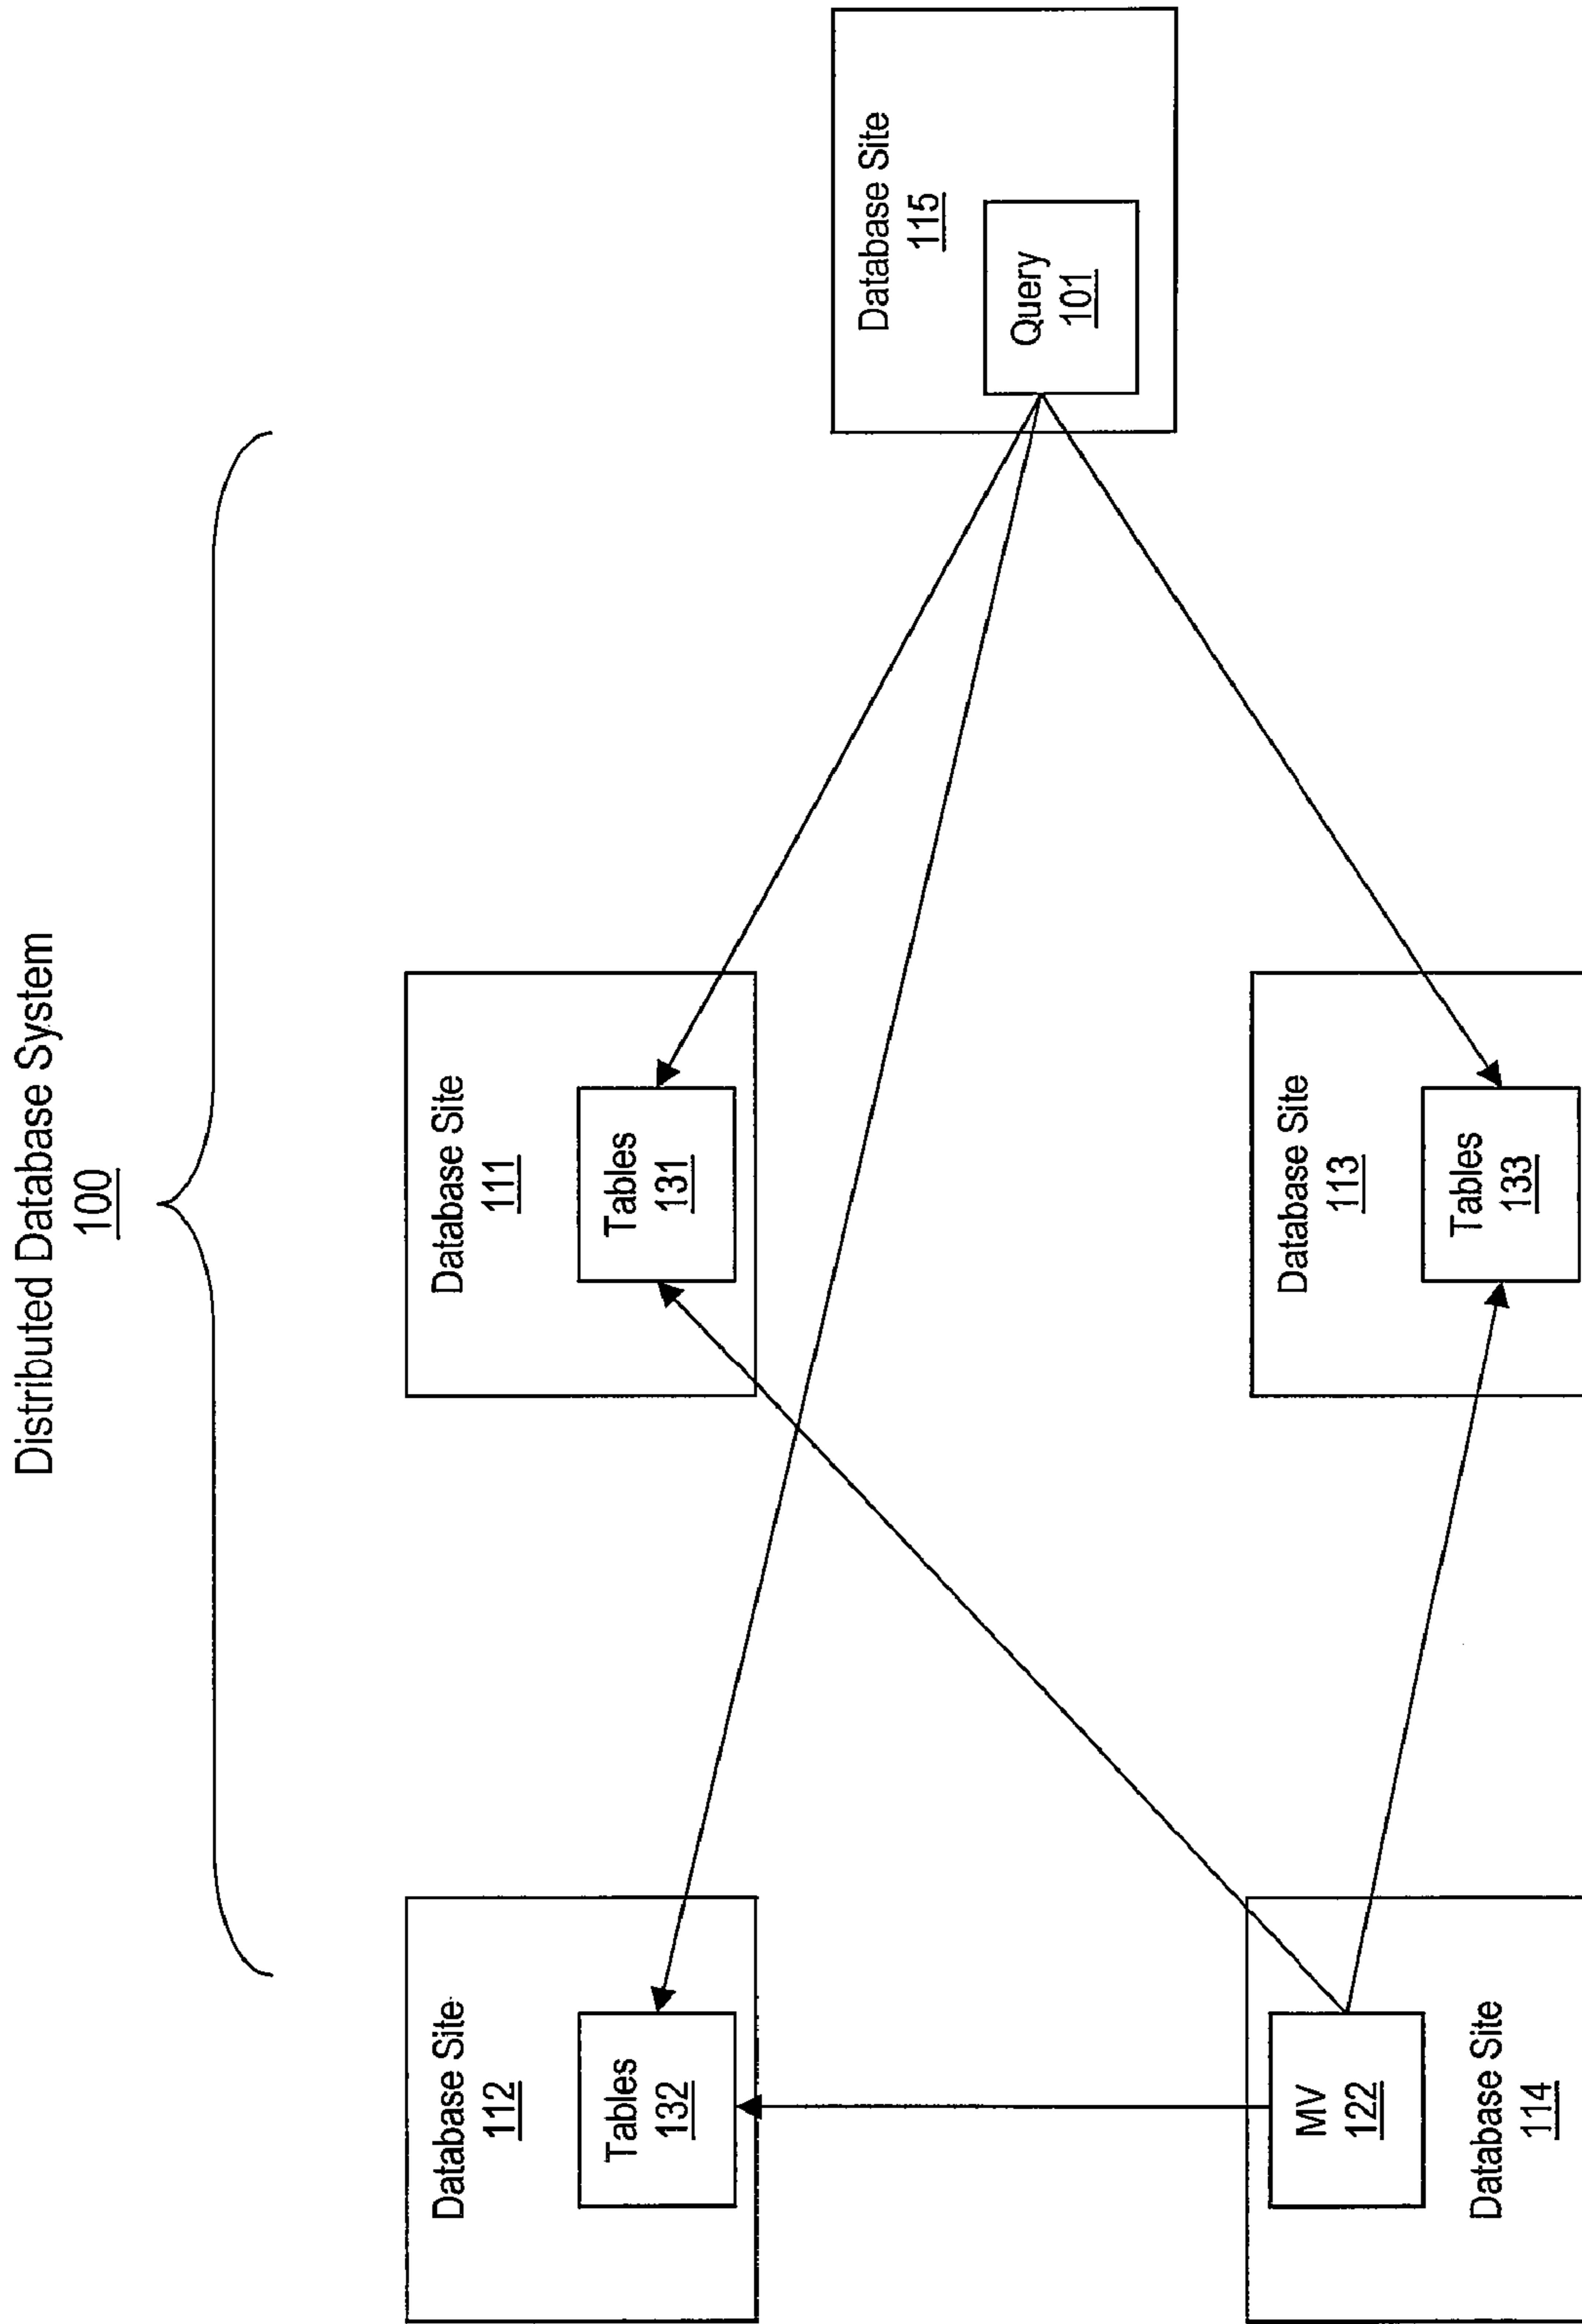 Distributed Database System
100
Database Site
112
Tables
132
Database Site
111
Tables
131
Database Site
115
Query
101
MV
122
Database Site
114
Database Site
113
Tables
133